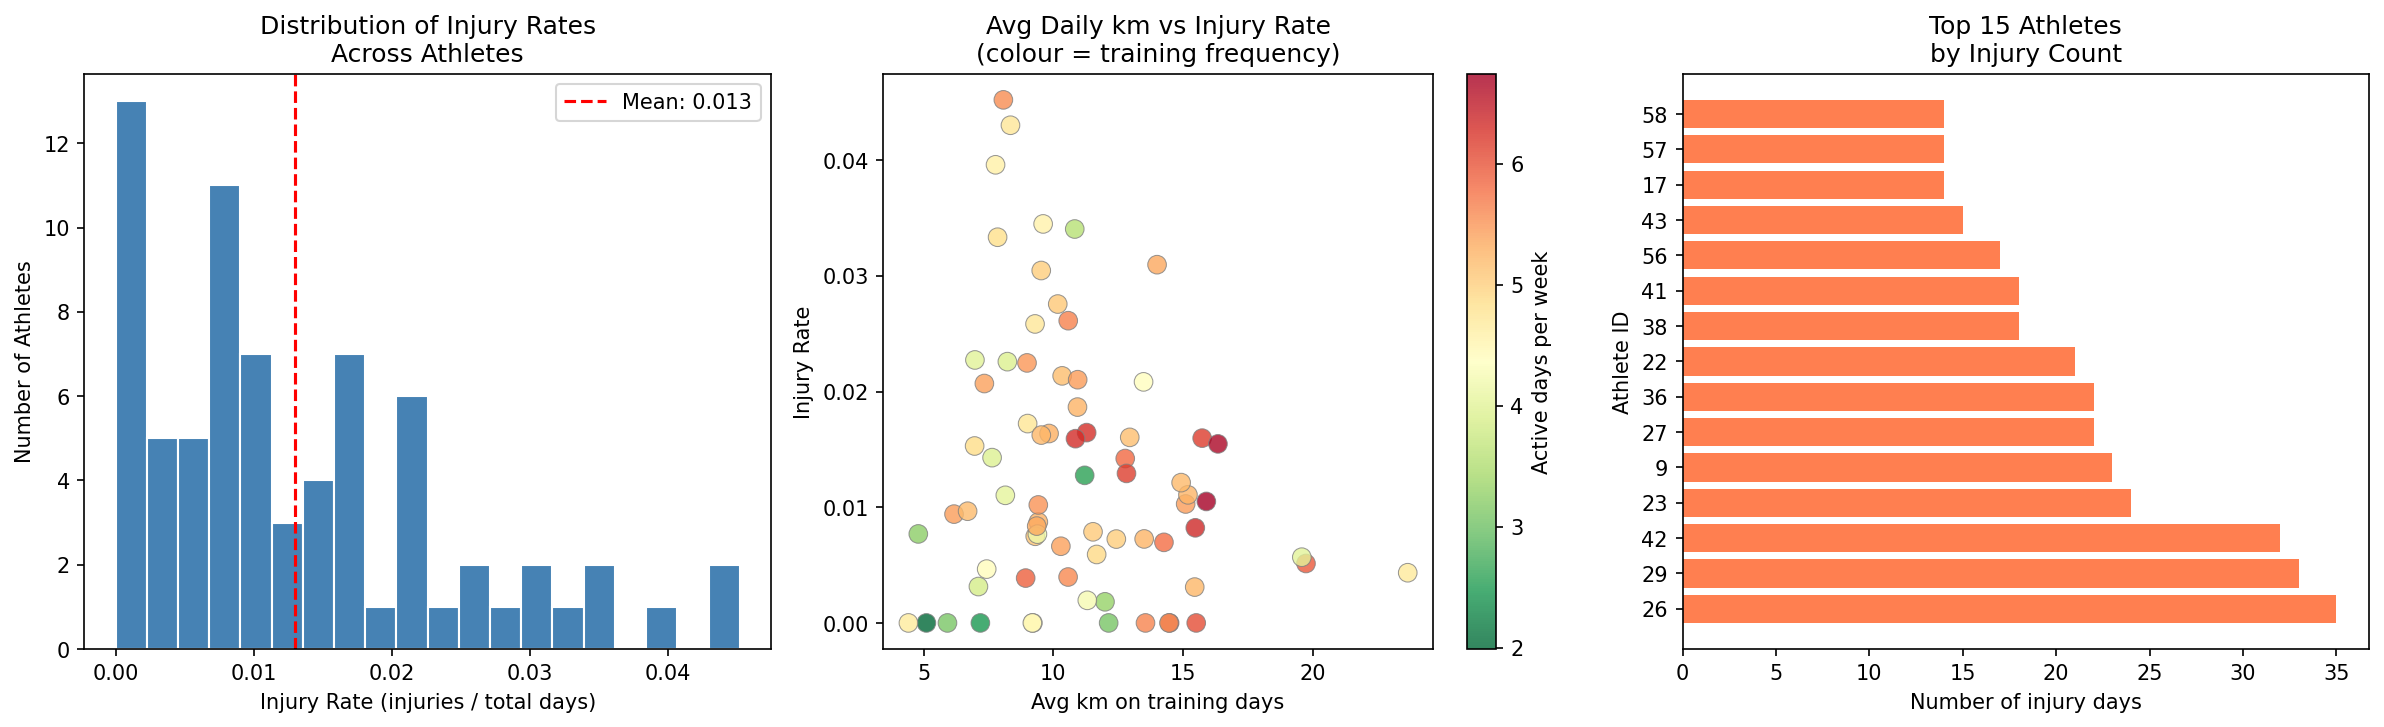 Distribution of Injury Rates
Across Athletes
Mean: 0.013
12
10
8
6
4
2
0
Number of Athletes
0.00 0.01 0.02 0.03 0.04
Injury Rate (injuries / total days)
Avg Daily km vs Injury Rate
(colour = training frequency)
0.04
0.03
0.02
0.01
0.00
Injury Rate
5 10 15 20
Avg km on training days
6
5
4
3
2
Active days per week
Top 15 Athletes
by Injury Count
58
57
17
43
56
41
38
22
36
27
9
23
42
29
26
Athlete ID
0 5 10 15 20 25 30 35
Number of injury days